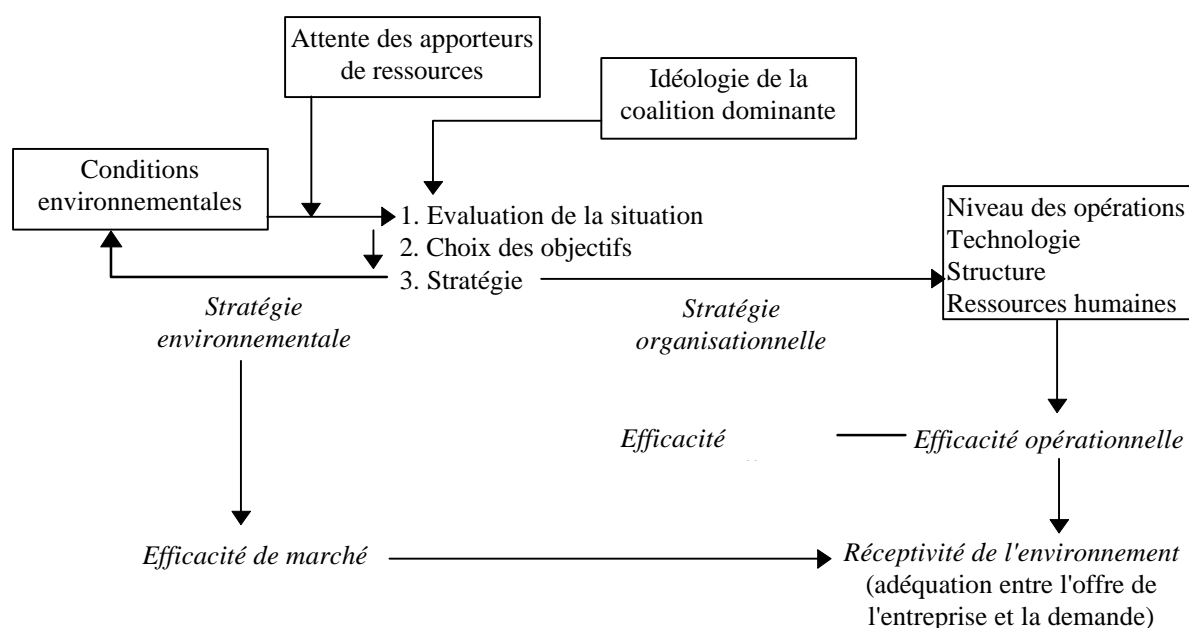 Attente des apporteurs
de ressources
Idéologie de la
coalition dominante
Conditions
environnementales
1. Evaluation de la situation
2. Choix des objectifs
3. Stratégie
Niveau des opérations
Technologie
Structure
Ressources humaines
Stratégie
environnementale
Stratégie
organisationnelle
Efficacité
Efficacité opérationnelle
Efficacité de marché
Réceptivité de l'environnement
(adéquation entre l'offre de
l'entreprise et la demande)